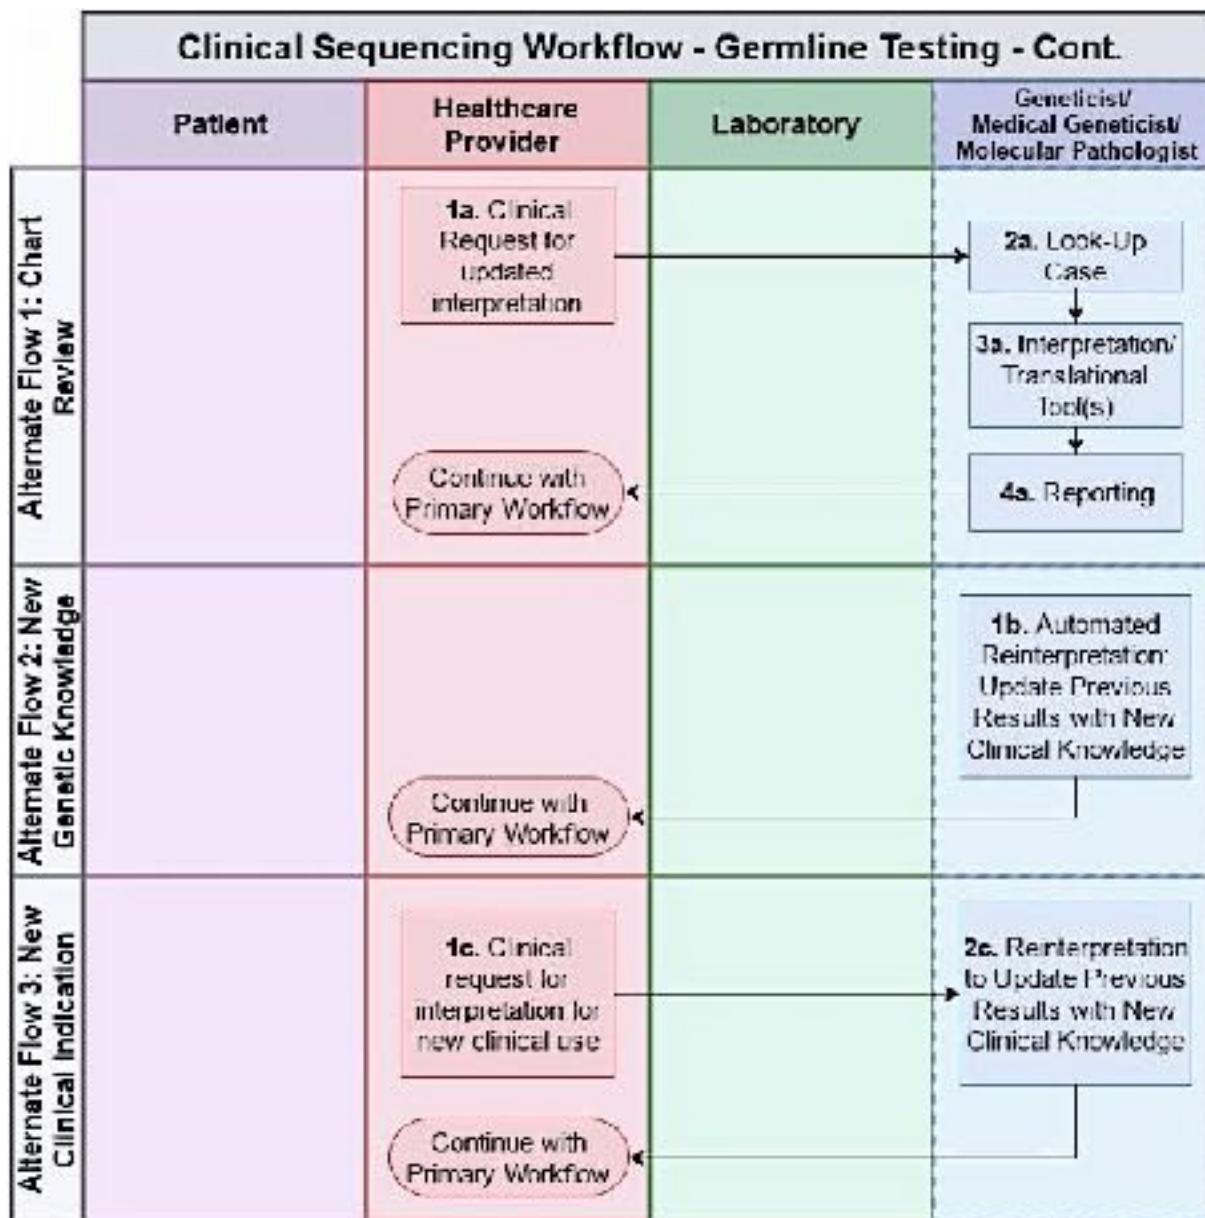 Clinical Sequencing Workflow - Germline Testing - Cont.
Patient
Healthcare
Provider
Laboratory
Geneticist/
Medical Geneticist/
Molecular Pathologist
Alternate Flow 1: Chart
Review
1a. Clinical
Request for
updated
interpretation
2a. Look-Up
Case
3a. Interpretation/
Translational
Tool(s)
Continue with
Primary Workflow
4a. Reporting
Alternate Flow 2: New
Genetic Knowledge
1b. Automated
Reinterpretation:
Update Previous
Results with New
Clinical Knowledge
Continue with
Primary Workflow
Alternate Flow 3: New
Clinical Indication
1c. Clinical
request for
interpretation for
new clinical use
2c. Reinterpretation
to Update Previous
Results with New
Clinical Knowledge
Continue with
Primary Workflow